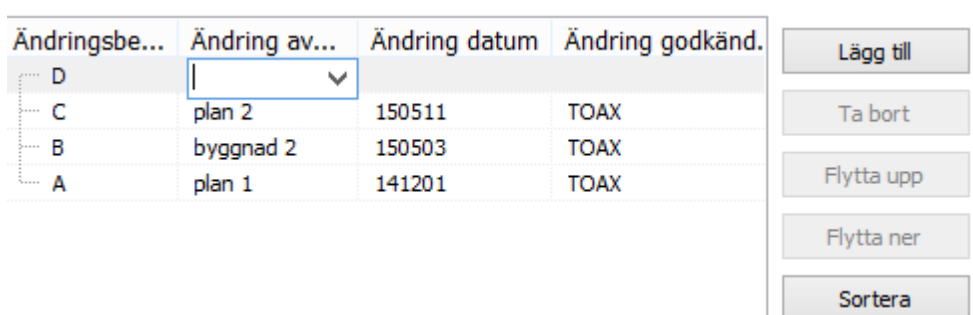 Ändringsbe... Ändring av... Ändring datum Ändring godkänd.
Lägg till
D
C plan 2 150511 TOAX
Ta bort
B byggnad 2 150503 TOAX
A plan 1 141201 TOAX
Flytta upp
Flytta ner
Sortera